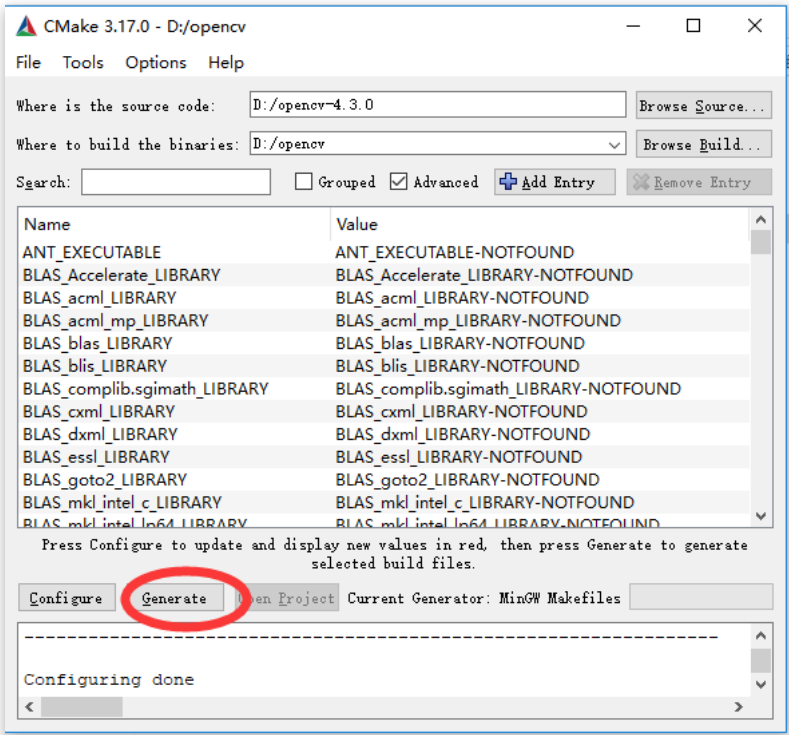 CMake 3.17.0 - D:/opencv
File Tools Options Help
Where is the source code: D:/opencv-4.3.0 Browse Source...
Where to build the binaries: D:/opencv Browse Build...
Search: Grouped Advanced Add Entry Remove Entry
Name Value
ANT_EXECUTABLE ANT_EXECUTABLE-NOTFOUND
BLAS_Accelerate_LIBRARY BLAS_Accelerate_LIBRARY-NOTFOUND
BLAS_acml_LIBRARY BLAS_acml_LIBRARY-NOTFOUND
BLAS_acml_mp_LIBRARY BLAS_acml_mp_LIBRARY-NOTFOUND
BLAS_blas_LIBRARY BLAS_blas_LIBRARY-NOTFOUND
BLAS_blis_LIBRARY BLAS_blis_LIBRARY-NOTFOUND
BLAS_complib.sgimath_LIBRARY BLAS_complib.sgimath_LIBRARY-NOTFOUND
BLAS_cxml_LIBRARY BLAS_cxml_LIBRARY-NOTFOUND
BLAS_dxml_LIBRARY BLAS_dxml_LIBRARY-NOTFOUND
BLAS_essl_LIBRARY BLAS_essl_LIBRARY-NOTFOUND
BLAS_goto2_LIBRARY BLAS_goto2_LIBRARY-NOTFOUND
BLAS_mkl_intel_c_LIBRARY BLAS_mkl_intel_c_LIBRARY-NOTFOUND
BLAS_mkl_intel_lp64_LIBRARY BLAS_mkl_intel_lp64_LIBRARY-NOTFOUND
Press Configure to update and display new values in red, then press Generate to generate
selected build files.
Configure Generate Open Project Current Generator: MinGW Makefiles
Configuring done